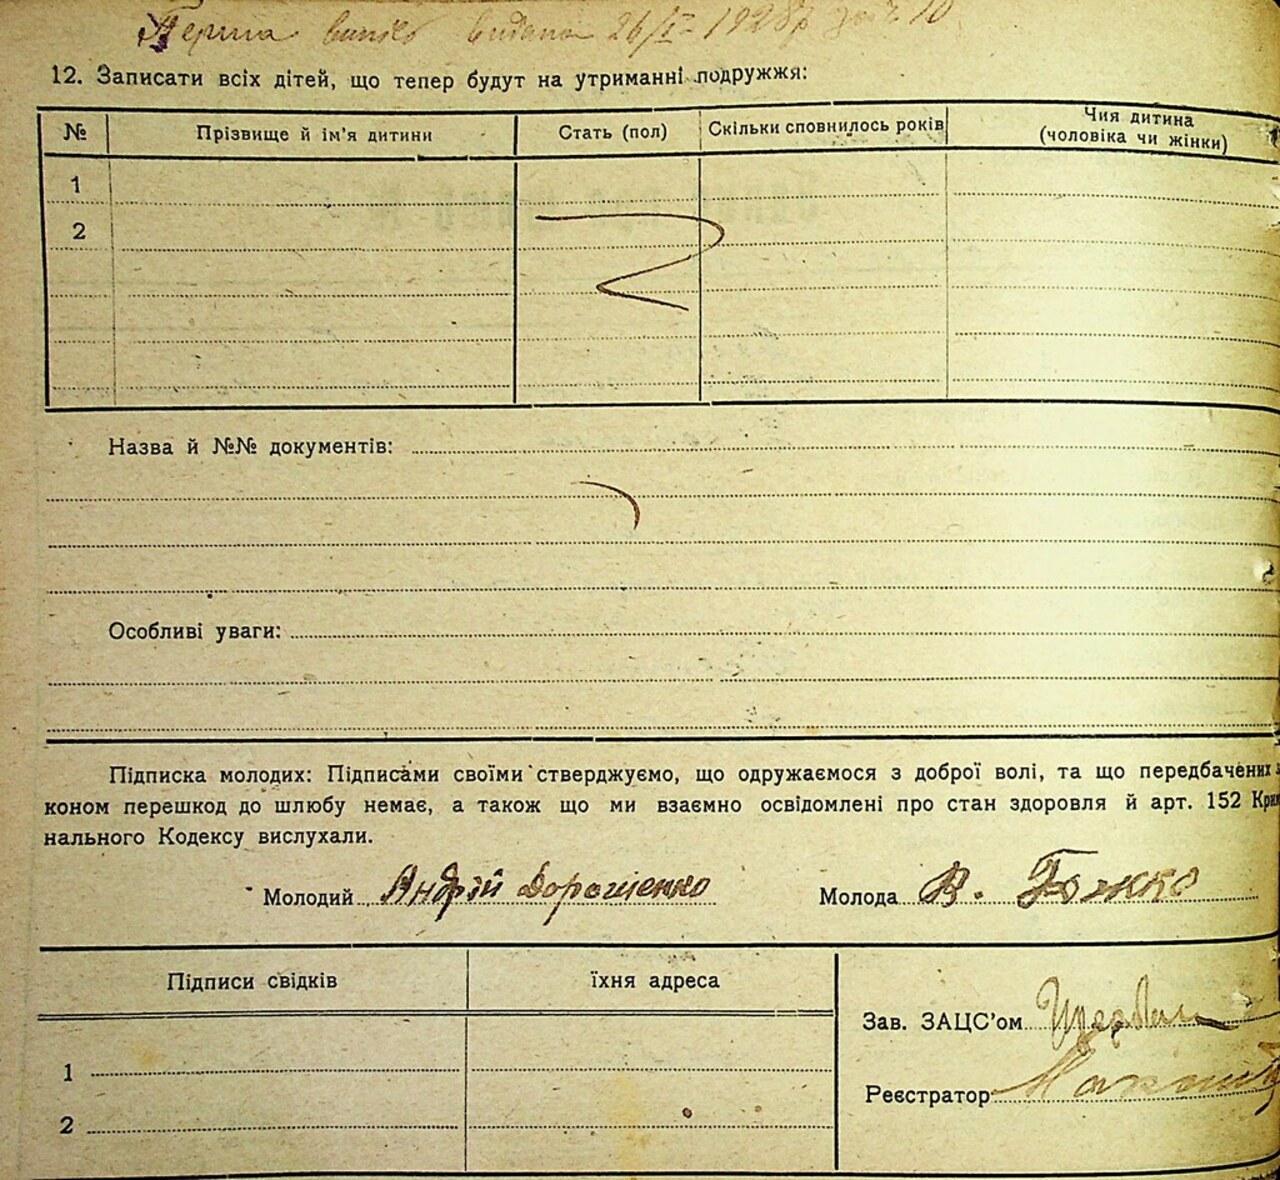 Перша випис видана 26/I 1928 р за № 10
12. Записати всіх дітей, що тепер будут на утриманні подружжя:
№ Прізвище й ім'я дитини Стать (пол) Скільки сповнилось років Чия дитина
(чоловіка чи жінки)
1
2
Назва й №№ документів:
Особливі уваги:
Підписка молодих: Підписами своїми стверджуємо, що одружаємося з доброї волі, та що передбачених з
коном перешкод до шлюбу немає, а також що ми взаємно освідомлені про стан здоровля й арт. 152 Крим
нального Кодексу вислухали.
Молодий Андрій Дорошенко Молода В. Божко
Підписи свідків їхня адреса
Зав. ЗАЦС'ом
1
Реєстратор
2